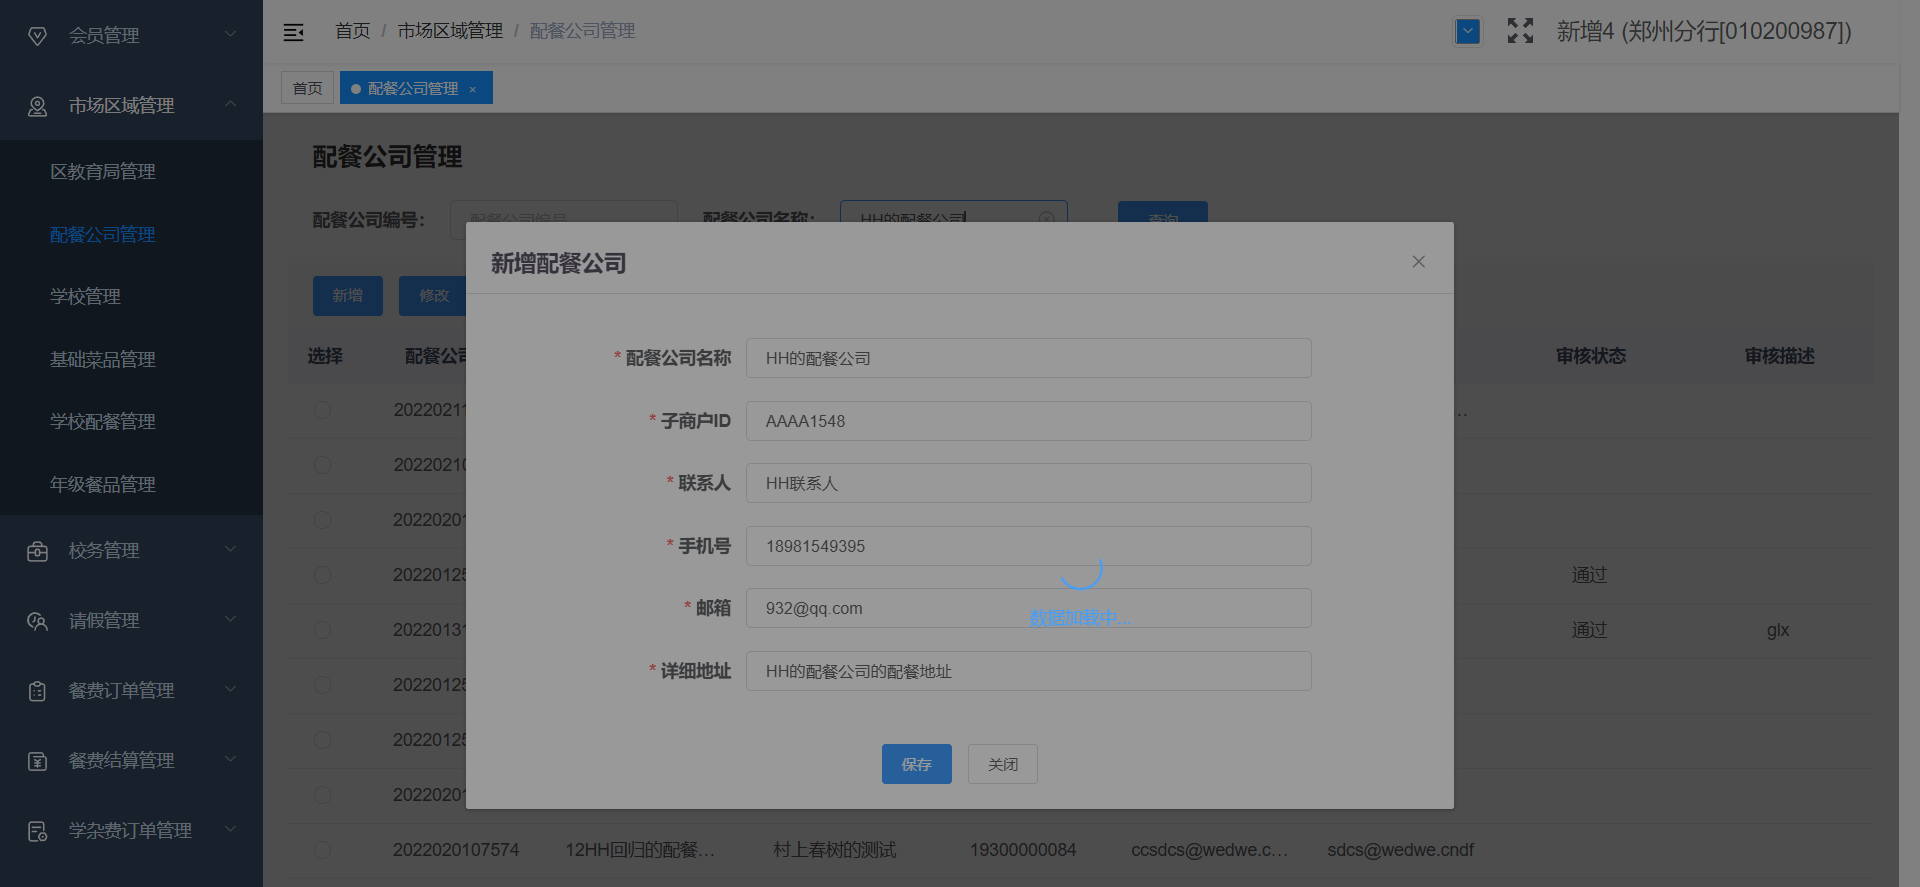 会员管理
市场区域管理
区教育局管理
配餐公司管理
学校管理
基础菜品管理
学校配餐管理
年级餐品管理
校务管理
请假管理
餐费订单管理
餐费结算管理
学杂费订单管理
首页 / 市场区域管理 / 配餐公司管理
新增4 (郑州分行[010200987])
首页
配餐公司管理 ×
配餐公司管理
配餐公司编号: 配餐公司编号 配餐公司名称: HH的配餐公司 查询
新增 修改
选择 配餐公司 审核状态 审核描述
2022021
2022021
2022020
2022012 通过
2022013 通过 glx
2022012
2022012
2022020
2022020107574 12HH回归的配餐... 村上春树的测试 19300000084 ccsdcs@wedwe.c... sdcs@wedwe.cndf
新增配餐公司
* 配餐公司名称 HH的配餐公司
* 子商户ID AAAA1548
* 联系人 HH联系人
* 手机号 18981549395
* 邮箱 932@qq.com
数据加载中...
* 详细地址 HH的配餐公司的配餐地址
保存 关闭